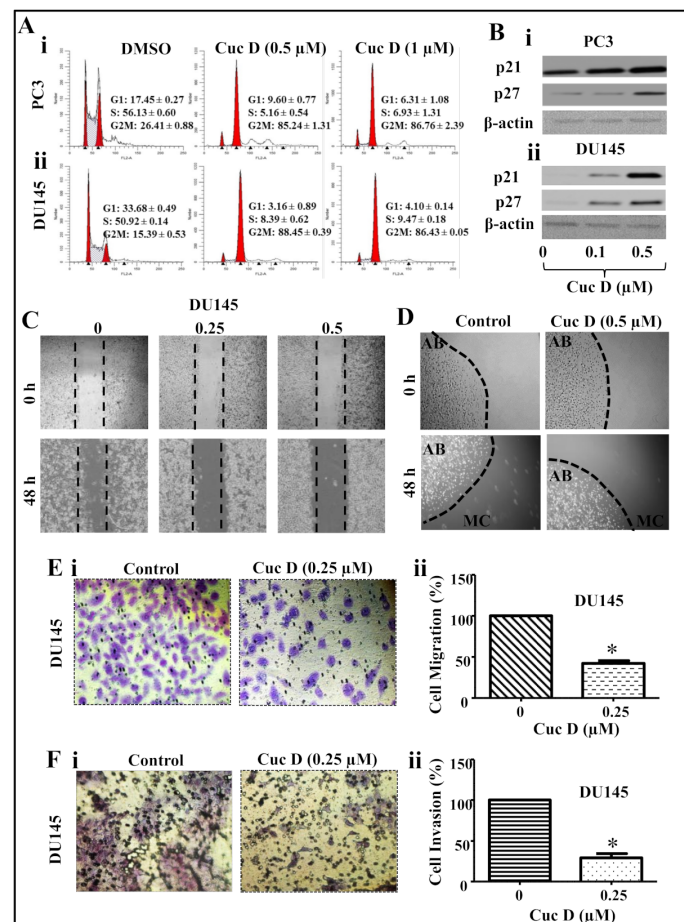 A
i
DMSO
Cuc D (0.5 µM)
Cuc D (1 µM)
PC3
G1: 17.45 ± 0.27
S: 56.13 ± 0.60
G2M: 26.41 ± 0.88
G1: 9.60 ± 0.77
S: 5.16 ± 0.54
G2M: 85.24 ± 1.31
G1: 6.31 ± 1.08
S: 6.93 ± 1.31
G2M: 86.76 ± 2.39
ii
DU145
G1: 33.68 ± 0.49
S: 50.92 ± 0.14
G2M: 15.39 ± 0.53
G1: 3.16 ± 0.89
S: 8.39 ± 0.62
G2M: 88.45 ± 0.39
G1: 4.10 ± 0.14
S: 9.47 ± 0.18
G2M: 86.43 ± 0.05
B
i
PC3
p21
p27
β-actin
ii
DU145
p21
p27
β-actin
0 0.1 0.5
Cuc D (µM)
C
DU145
0 0.25 0.5
0 h
48 h
D
Control
Cuc D (0.5 µM)
0 h
AB
AB
48 h
AB
MC
AB
MC
E
i
Control
Cuc D (0.25 µM)
DU145
ii
Cell Migration (%)
150
100
50
0
DU145
*
0 0.25
Cuc D (µM)
F
i
Control
Cuc D (0.25 µM)
DU145
ii
Cell Invasion (%)
150
100
50
0
DU145
*
0 0.25
Cuc D (µM)